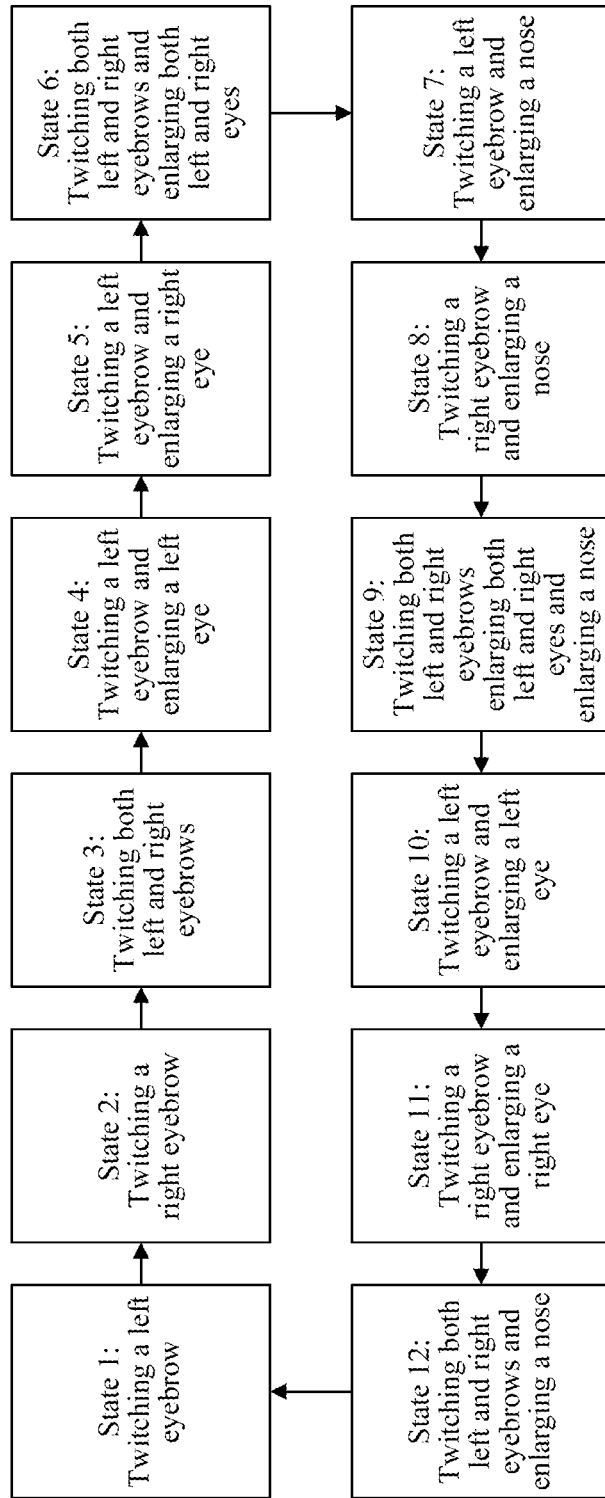 State 1:
Twitching a left
eyebrow
State 2:
Twitching a
right eyebrow
State 3:
Twitching both
left and right
eyebrows
State 4:
Twitching a left
eyebrow and
enlarging a left
eye
State 5:
Twitching a left
eyebrow and
enlarging a right
eye
State 6:
Twitching both
left and right
eyebrows and
enlarging both
left and right
eyes
State 7:
Twitching a left
eyebrow and
enlarging a nose
State 8:
Twitching a
right eyebrow
and enlarging a
nose
State 9:
Twitching both
left and right
eyebrows
enlarging both
left and right
eyes and
enlarging a nose
State 10:
Twitching a left
eyebrow and
enlarging a left
eye
State 11:
Twitching a
right eyebrow
and enlarging a
right eye
State 12:
Twitching both
left and right
eyebrows and
enlarging a nose